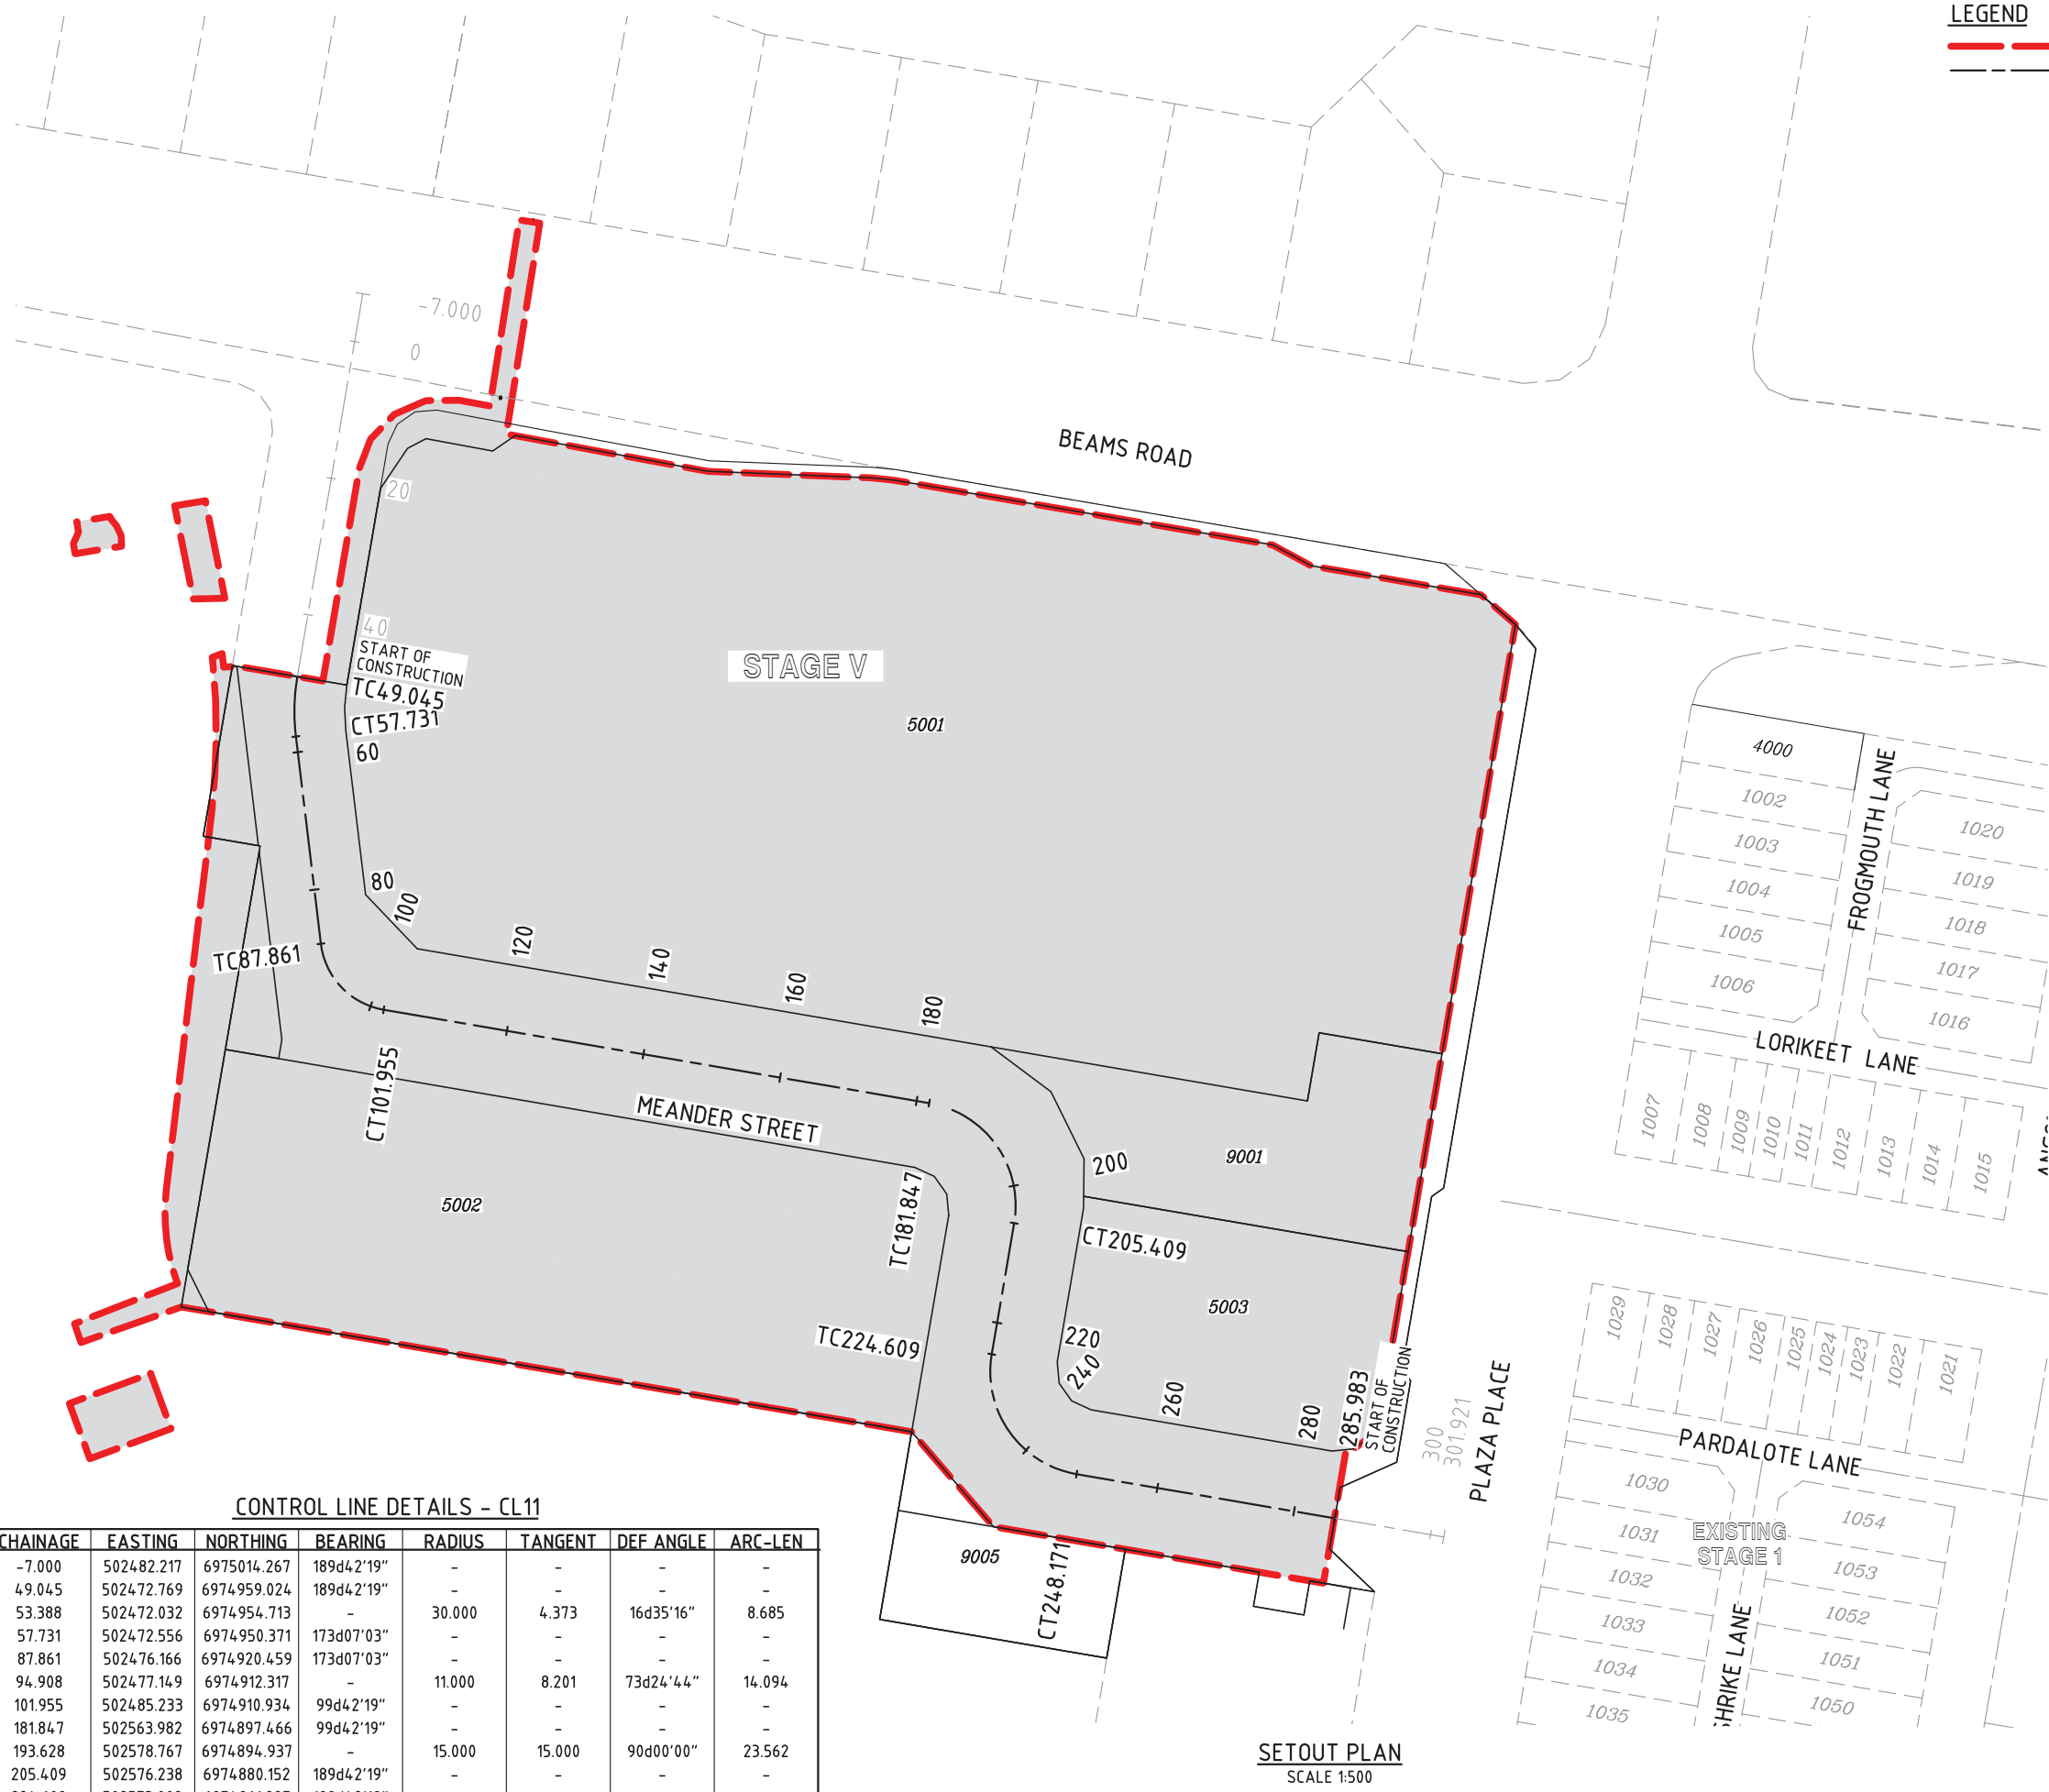 LEGEND
-7.000
0
BEAMS ROAD
20
40
START OF
CONSTRUCTION
TC49.045
CT57.731
60
STAGE V
5001
4000
1002
1003
1004
1005
1006
FROGMOUTH LANE
1020
1019
1018
1017
1016
80
100
120
140
160
180
TC87.861
CT101.955
MEANDER STREET
LORIKEET LANE
1007
1008
1009
1010
1011
1012
1013
1014
1015
5002
TC181.847
200
9001
CT205.409
5003
TC224.609
220
240
260
280
285.983
START OF
CONSTRUCTION
300
301.921
PLAZA PLACE
1029
1028
1027
1026
1025
1024
1023
1022
1021
PARDALOTE LANE
1030
1031
1032
1033
1034
1035
EXISTING
STAGE 1
SHRIKE LANE
1054
1053
1052
1051
1050
9005
CT248.171
CONTROL LINE DETAILS - CL11
CHAINAGE EASTING NORTHING BEARING RADIUS TANGENT DEF ANGLE ARC-LEN
-7.000 502482.217 6975014.267 189d42'19" - - - -
49.045 502472.769 6974959.024 189d42'19" - - - -
53.388 502472.032 6974954.713 - 30.000 4.373 16d35'16" 8.685
57.731 502472.556 6974950.371 173d07'03" - - - -
87.861 502476.166 6974920.459 173d07'03" - - - -
94.908 502477.149 6974912.317 - 11.000 8.201 73d24'44" 14.094
101.955 502485.233 6974910.934 99d42'19" - - - -
181.847 502563.982 6974897.466 99d42'19" - - - -
193.628 502578.767 6974894.937 - 15.000 15.000 90d00'00" 23.562
205.409 502576.238 6974880.152 189d42'19" - - - -
SETOUT PLAN
SCALE 1:500